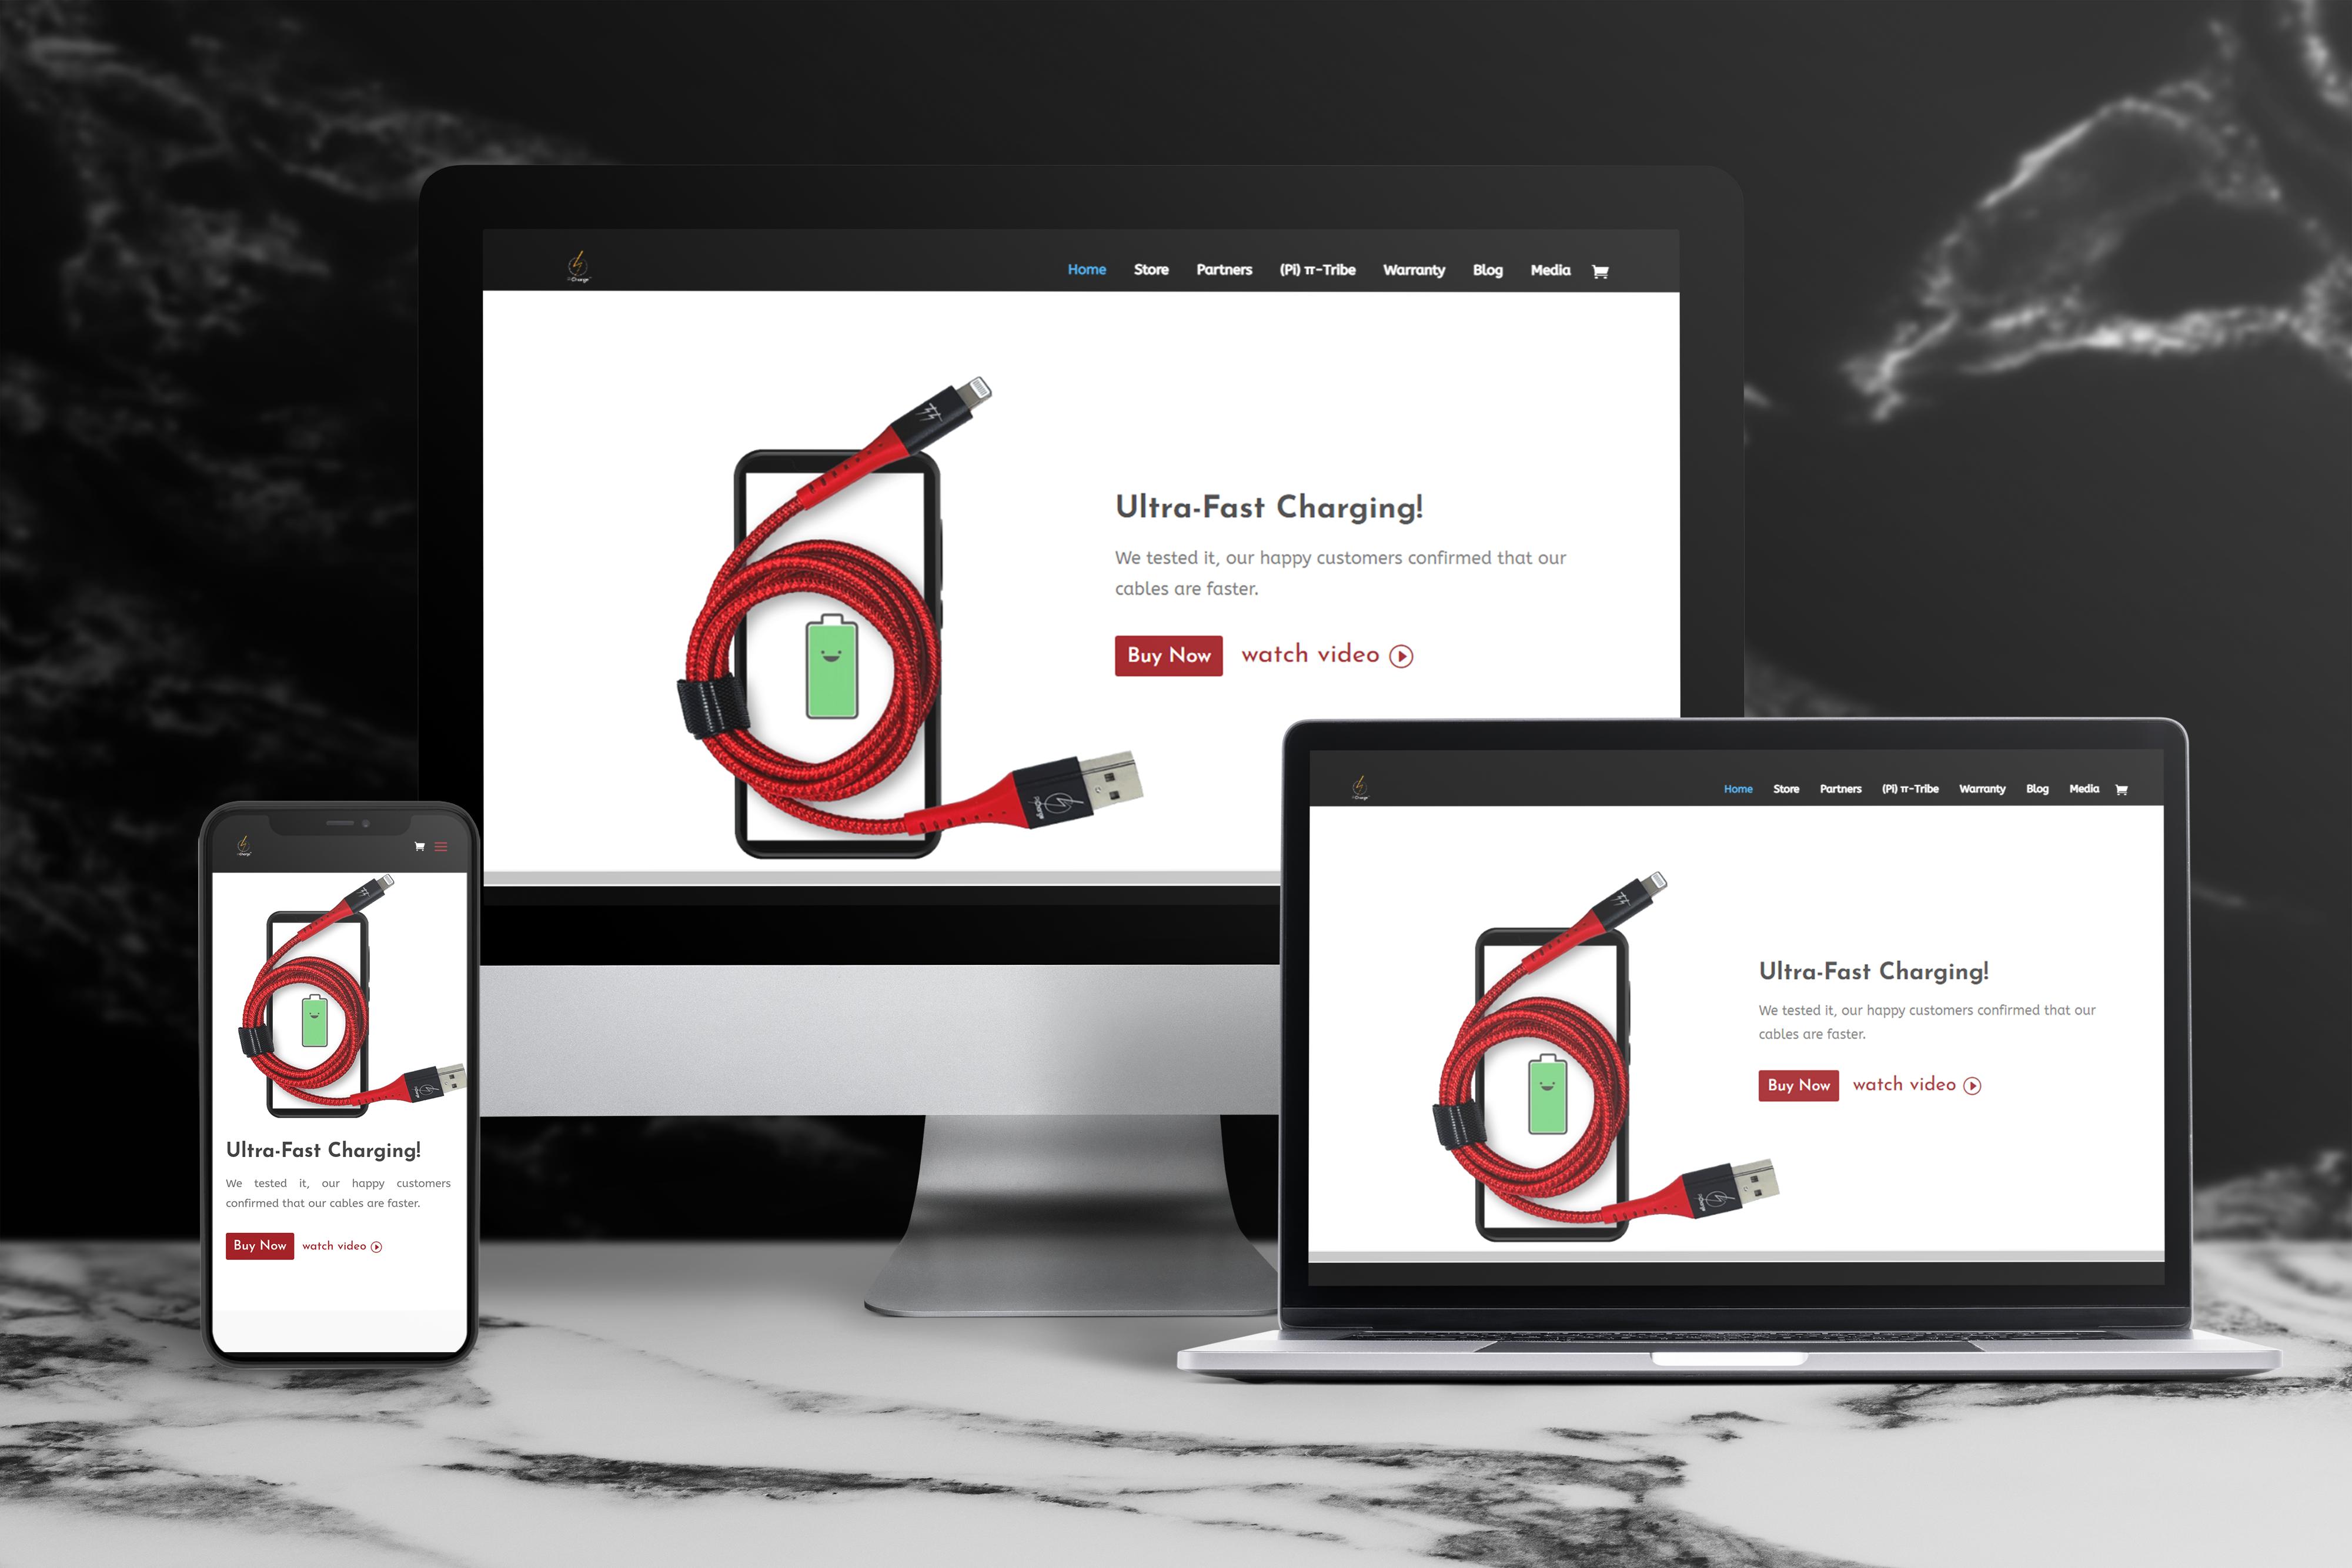 Home Store Partners (Pi) π-Tribe Warranty Blog Media
Ultra-Fast Charging!
We tested it, our happy customers confirmed that our
cables are faster.
Buy Now watch video
Home Store Partners (Pi) π-Tribe Warranty Blog Media
Ultra-Fast Charging!
We tested it, our happy customers confirmed that our
cables are faster.
Buy Now watch video
Ultra-Fast Charging!
We tested it, our happy customers
confirmed that our cables are faster.
Buy Now watch video